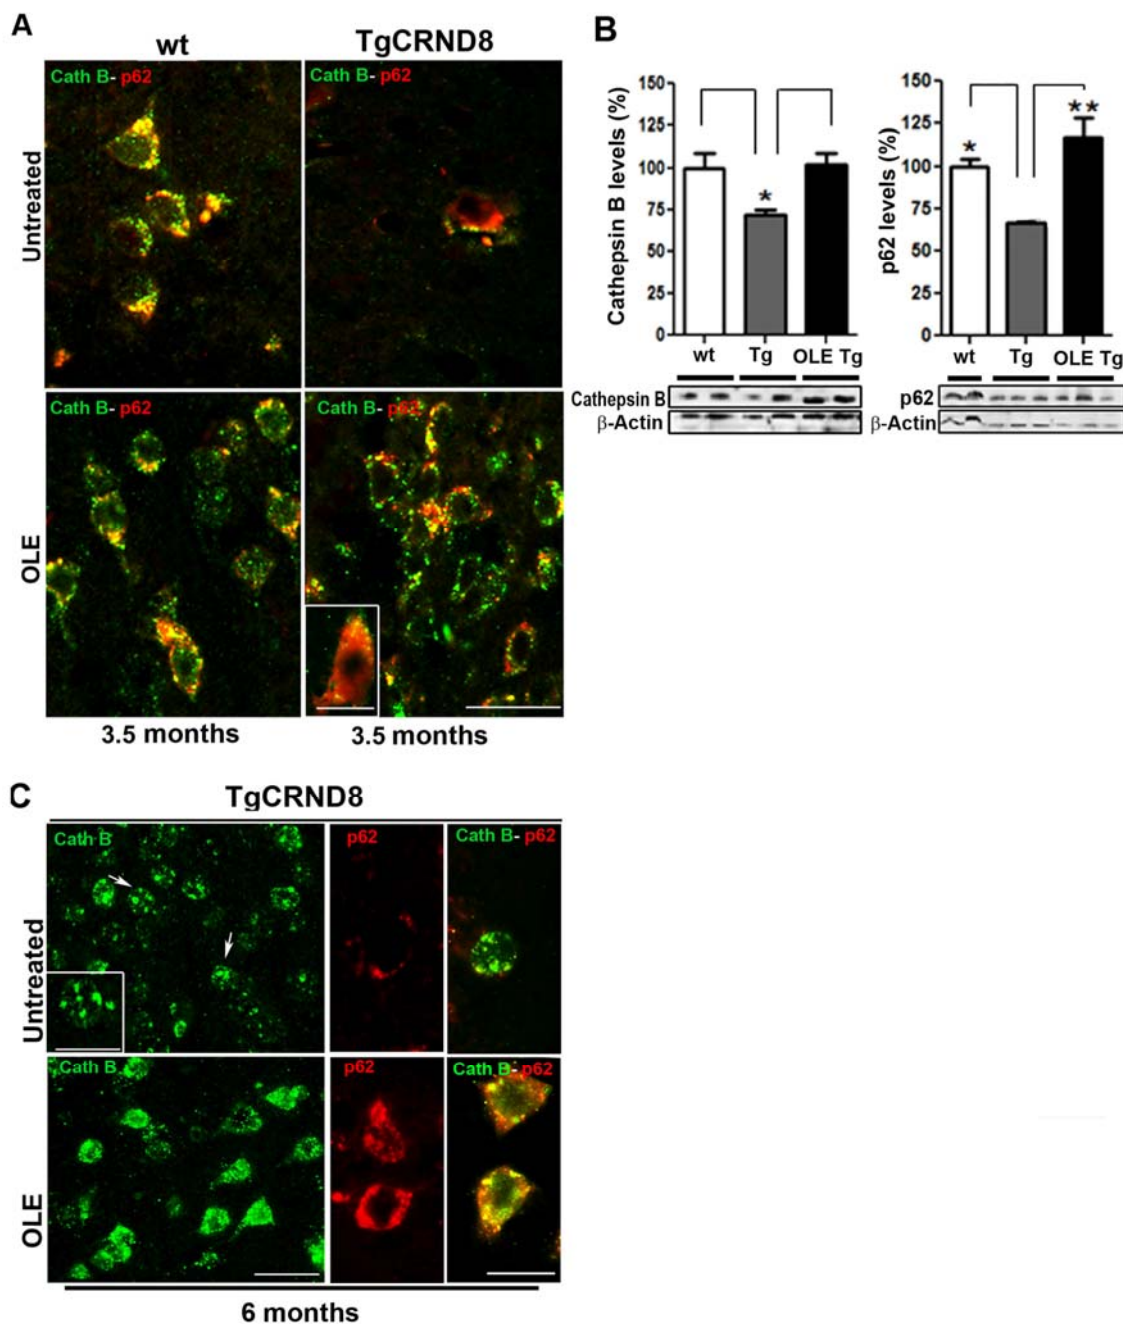 A
wt
TgCRND8
Untreated
Cath B- p62
Cath B- p62
OLE
Cath B- p62
Cath B- p62
3.5 months
3.5 months
B
Cathepsin B levels (%)
150
125
100
75
50
25
0
*
wt
Tg
OLE Tg
Cathepsin B
β-Actin
p62 levels (%)
150
125
100
75
50
25
0
*
**
wt
Tg
OLE Tg
p62
β-Actin
C
TgCRND8
Untreated
Cath B
p62
Cath B- p62
OLE
Cath B
p62
Cath B- p62
6 months